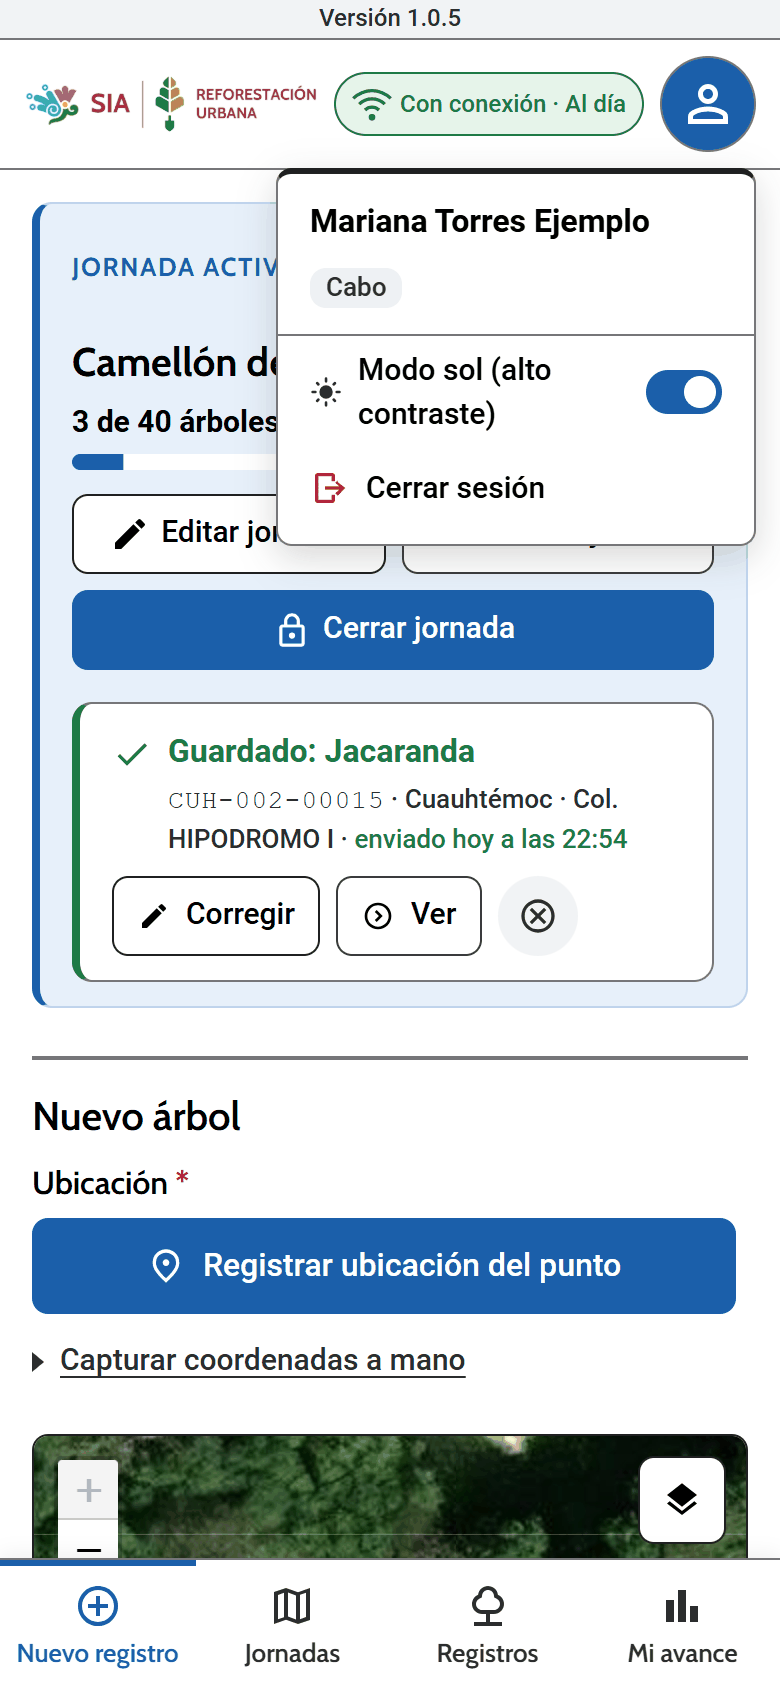 Versión 1.0.5
SIA
REFORESTACIÓN
URBANA
Con conexión · Al día
Mariana Torres Ejemplo
Cabo
Modo sol (alto
contraste)
Cerrar sesión
JORNADA ACTIV
Camellón de
3 de 40 árboles
Editar jor
Cerrar jornada
Guardado: Jacaranda
CUH-002-00015 · Cuauhtémoc · Col.
HIPODROMO I · enviado hoy a las 22:54
Corregir
Ver
Nuevo árbol
Ubicación *
Registrar ubicación del punto
Capturar coordenadas a mano
+
−
Nuevo registro
Jornadas
Registros
Mi avance